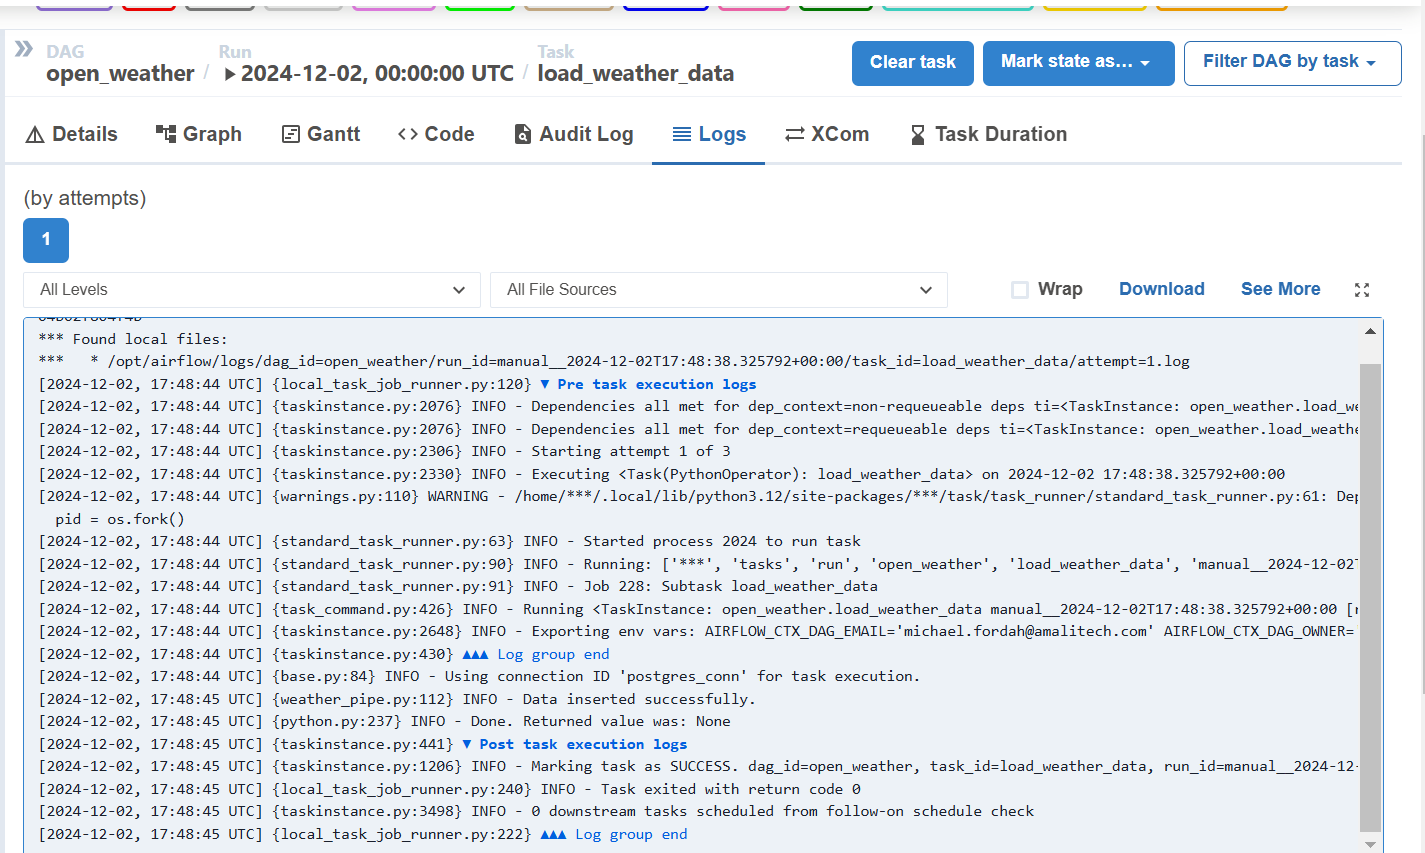 DAG
open_weather
/
Run
2024-12-02, 00:00:00 UTC
/
Task
load_weather_data
Clear task
Mark state as...
Filter DAG by task
Details
Graph
Gantt
Code
Audit Log
Logs
XCom
Task Duration
(by attempts)
1
All Levels
All File Sources
Wrap
Download
See More
*** Found local files:
***   * /opt/airflow/logs/dag_id=open_weather/run_id=manual__2024-12-02T17:48:38.325792+00:00/task_id=load_weather_data/attempt=1.log
[2024-12-02, 17:48:44 UTC] {local_task_job_runner.py:120} ▼ Pre task execution logs
[2024-12-02, 17:48:44 UTC] {taskinstance.py:2076} INFO - Dependencies all met for dep_context=non-requeueable deps ti=<TaskInstance: open_weather.load_we
[2024-12-02, 17:48:44 UTC] {taskinstance.py:2076} INFO - Dependencies all met for dep_context=requeueable deps ti=<TaskInstance: open_weather.load_weathe
[2024-12-02, 17:48:44 UTC] {taskinstance.py:2306} INFO - Starting attempt 1 of 3
[2024-12-02, 17:48:44 UTC] {taskinstance.py:2330} INFO - Executing <Task(PythonOperator): load_weather_data> on 2024-12-02 17:48:38.325792+00:00
[2024-12-02, 17:48:44 UTC] {warnings.py:110} WARNING - /home/***/.local/lib/python3.12/site-packages/***/task/task_runner/standard_task_runner.py:61: Dep
  pid = os.fork()
[2024-12-02, 17:48:44 UTC] {standard_task_runner.py:63} INFO - Started process 2024 to run task
[2024-12-02, 17:48:44 UTC] {standard_task_runner.py:90} INFO - Running: ['***', 'tasks', 'run', 'open_weather', 'load_weather_data', 'manual__2024-12-02T
[2024-12-02, 17:48:44 UTC] {standard_task_runner.py:91} INFO - Job 228: Subtask load_weather_data
[2024-12-02, 17:48:44 UTC] {task_command.py:426} INFO - Running <TaskInstance: open_weather.load_weather_data manual__2024-12-02T17:48:38.325792+00:00 [r
[2024-12-02, 17:48:44 UTC] {taskinstance.py:2648} INFO - Exporting env vars: AIRFLOW_CTX_DAG_EMAIL='michael.fordah@amalitech.com' AIRFLOW_CTX_DAG_OWNER='
[2024-12-02, 17:48:44 UTC] {taskinstance.py:430} ▲▲▲ Log group end
[2024-12-02, 17:48:44 UTC] {base.py:84} INFO - Using connection ID 'postgres_conn' for task execution.
[2024-12-02, 17:48:45 UTC] {weather_pipe.py:112} INFO - Data inserted successfully.
[2024-12-02, 17:48:45 UTC] {python.py:237} INFO - Done. Returned value was: None
[2024-12-02, 17:48:45 UTC] {taskinstance.py:441} ▼ Post task execution logs
[2024-12-02, 17:48:45 UTC] {taskinstance.py:1206} INFO - Marking task as SUCCESS. dag_id=open_weather, task_id=load_weather_data, run_id=manual__2024-12-
[2024-12-02, 17:48:45 UTC] {local_task_job_runner.py:240} INFO - Task exited with return code 0
[2024-12-02, 17:48:45 UTC] {taskinstance.py:3498} INFO - 0 downstream tasks scheduled from follow-on schedule check
[2024-12-02, 17:48:45 UTC] {local_task_job_runner.py:222} ▲▲▲ Log group end